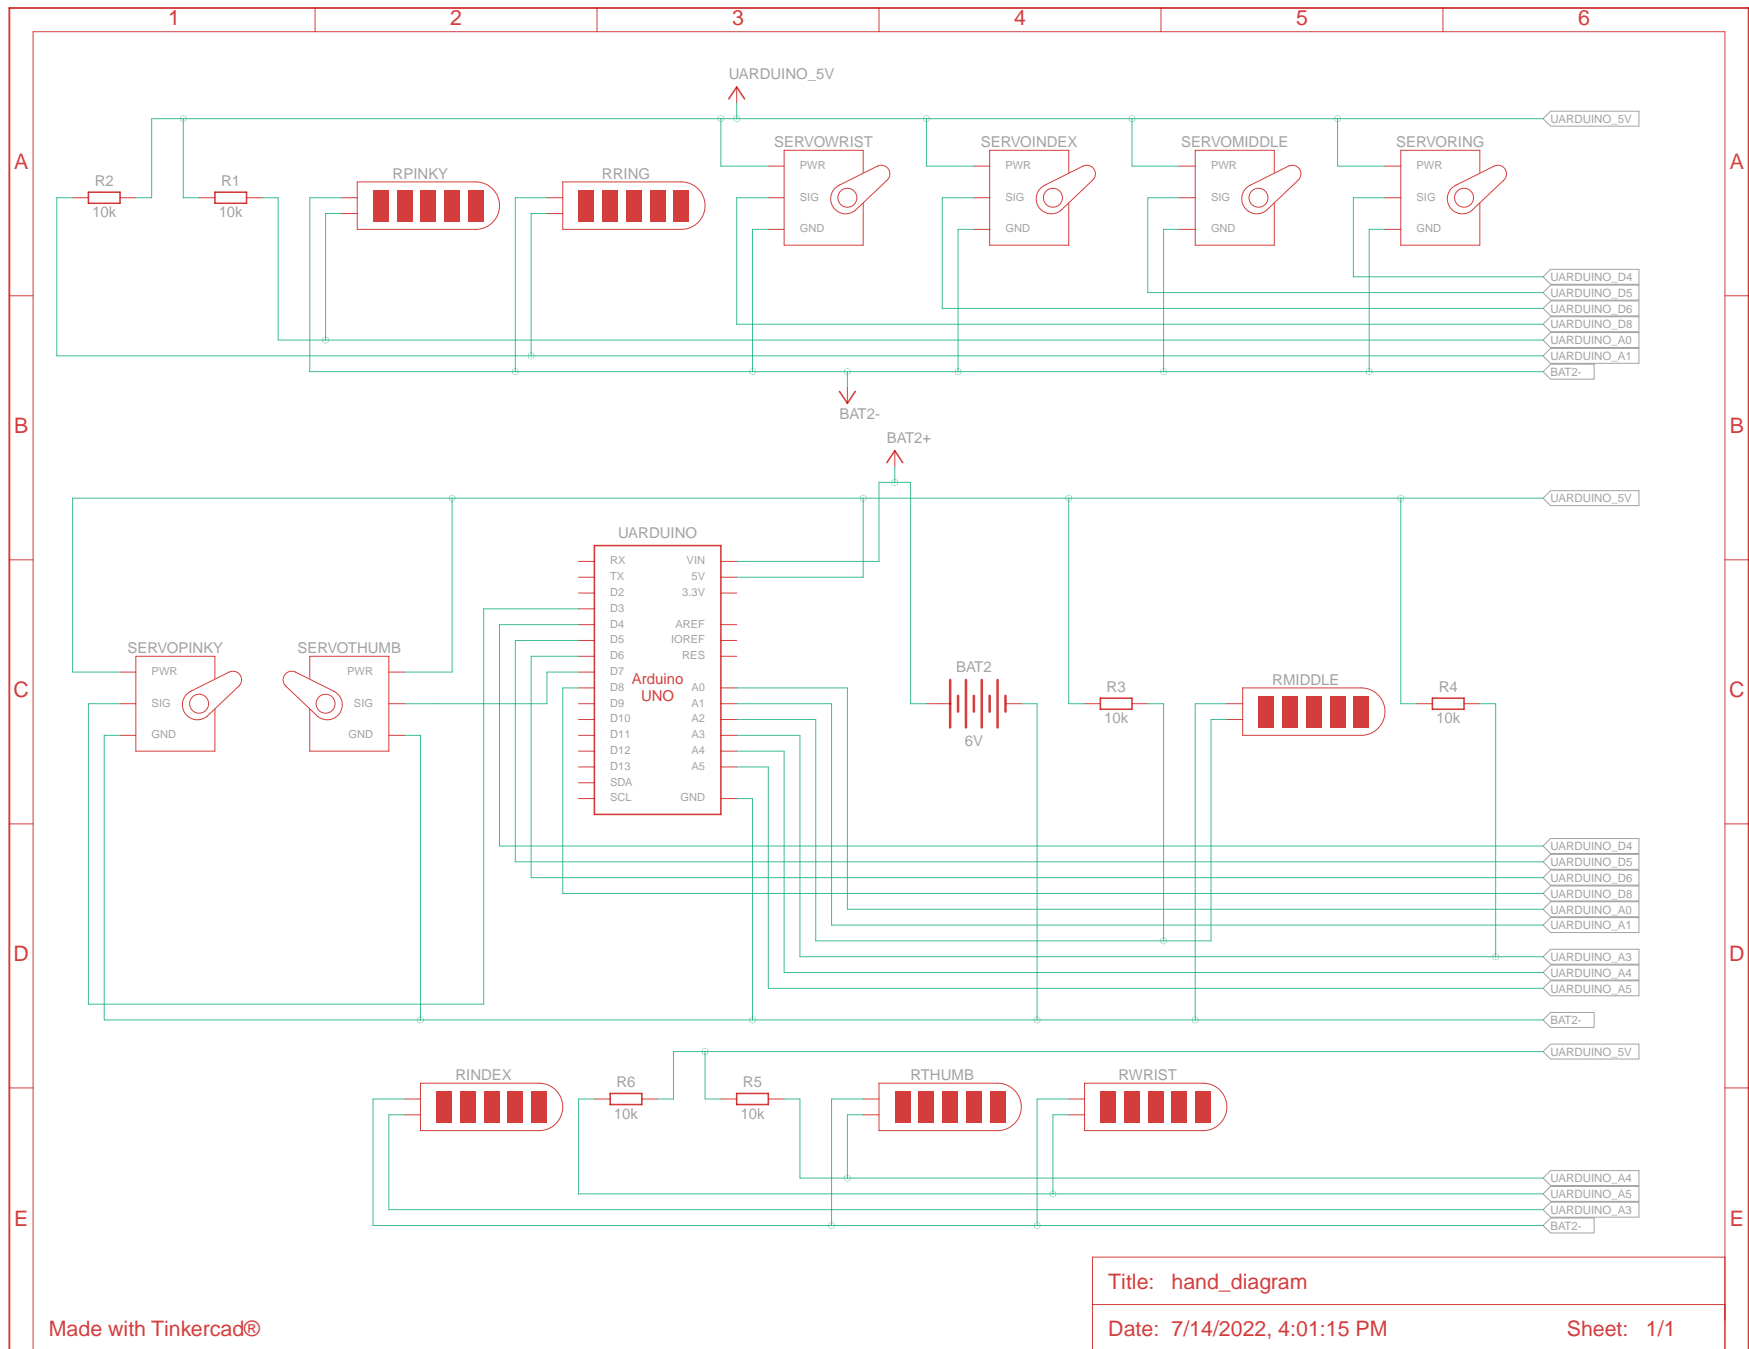 1 2 3 4 5 6
UARDUINO_5V
UARDUINO_5V
A A
SERVOWRIST SERVOINDEX SERVOMIDDLE SERVORING
PWR PWR PWR PWR
R2 R1 RPINKY RRING
SIG SIG SIG SIG
10k 10k
GND GND GND GND
UARDUINO_D4
UARDUINO_D5
UARDUINO_D6
UARDUINO_D8
UARDUINO_A0
UARDUINO_A1
BAT2-
BAT2-
B B
BAT2+
UARDUINO_5V
UARDUINO
RX VIN
TX 5V
D2 3.3V
D3
D4 AREF
D5 IOREF
D6 RES
D7
D8 A0
D9 A1
D10 A2
D11 A3
D12 A4
D13 A5
SDA
SCL GND
Arduino
UNO
SERVOPINKY SERVOTHUMB
PWR PWR
SIG SIG
GND GND
C C
BAT2
6V
R3
10k
RMIDDLE
R4
10k
UARDUINO_D4
UARDUINO_D5
UARDUINO_D6
UARDUINO_D8
UARDUINO_A0
UARDUINO_A1
D D
UARDUINO_A3
UARDUINO_A4
UARDUINO_A5
BAT2-
UARDUINO_5V
RINDEX R6 R5 RTHUMB RWRIST
10k 10k
UARDUINO_A4
UARDUINO_A5
UARDUINO_A3
BAT2-
E E
Title: hand_diagram
Made with Tinkercad®
Date: 7/14/2022, 4:01:15 PM Sheet: 1/1